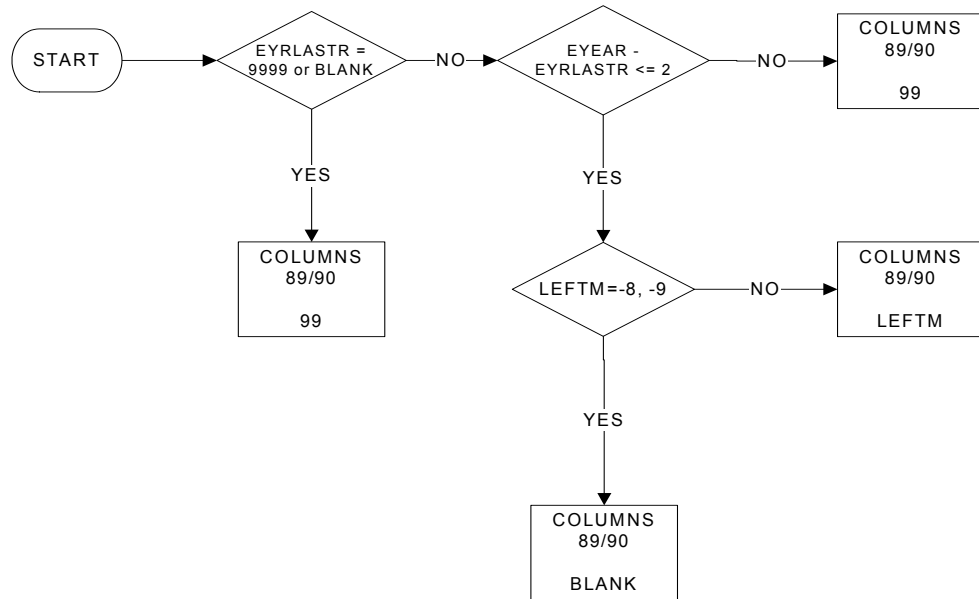 START
EYRLASTR =
9999 or BLANK
NO
EYEAR -
EYRLASTR <= 2
NO
COLUMNS
89/90
99
YES
YES
COLUMNS
89/90
99
LEFTM=-8, -9
NO
COLUMNS
89/90
LEFTM
YES
COLUMNS
89/90
BLANK